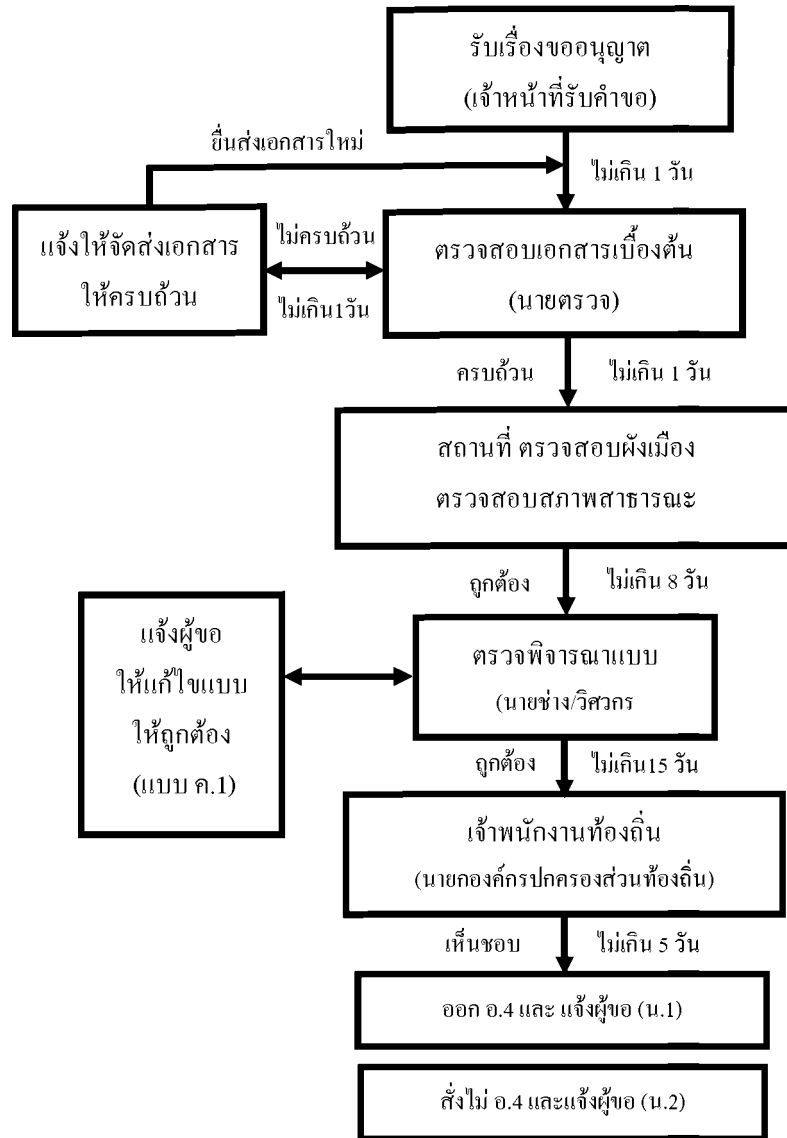 รับเรื่องขออนุญาต
(เจ้าหน้าที่รับคำขอ)
ยื่นส่งเอกสารใหม่
ไม่เกิน 1 วัน
แจ้งให้จัดส่งเอกสาร
ให้ครบถ้วน
ไม่ครบถ้วน
ไม่เกิน1วัน
ตรวจสอบเอกสารเบื้องต้น
(นายตรวจ)
ครบถ้วน
ไม่เกิน 1 วัน
สถานที่ ตรวจสอบผังเมือง
ตรวจสอบสภาพสาธารณะ
ถูกต้อง
ไม่เกิน 8 วัน
แจ้งผู้ขอ
ให้แก้ไขแบบ
ให้ถูกต้อง
(แบบ ค.1)
ตรวจพิจารณาแบบ
(นายช่าง/วิศวกร
ถูกต้อง
ไม่เกิน15 วัน
เจ้าพนักงานท้องถิ่น
(นายกองค์กรปกครองส่วนท้องถิ่น)
เห็นชอบ
ไม่เกิน 5 วัน
ออก อ.4 และ แจ้งผู้ขอ (น.1)
สั่งไม่ อ.4 และแจ้งผู้ขอ (น.2)